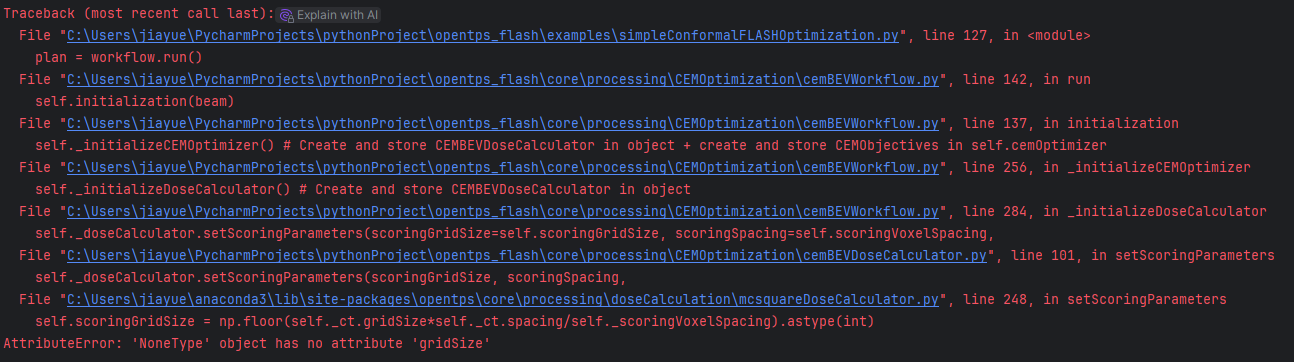 Traceback (most recent call last): Explain with AI
  File "C:\Users\jiayue\PycharmProjects\pythonProject\opentps_flash\examples\simpleConformalFLASHOptimization.py", line 127, in <module>
    plan = workflow.run()
  File "C:\Users\jiayue\PycharmProjects\pythonProject\opentps_flash\core\processing\CEMOptimization\cemBEVWorkflow.py", line 142, in run
    self.initialization(beam)
  File "C:\Users\jiayue\PycharmProjects\pythonProject\opentps_flash\core\processing\CEMOptimization\cemBEVWorkflow.py", line 137, in initialization
    self._initializeCEMOptimizer() # Create and store CEMBEVDoseCalculator in object + create and store CEMObjectives in self.cemOptimizer
  File "C:\Users\jiayue\PycharmProjects\pythonProject\opentps_flash\core\processing\CEMOptimization\cemBEVWorkflow.py", line 256, in _initializeCEMOptimizer
    self._initializeDoseCalculator() # Create and store CEMBEVDoseCalculator in object
  File "C:\Users\jiayue\PycharmProjects\pythonProject\opentps_flash\core\processing\CEMOptimization\cemBEVWorkflow.py", line 284, in _initializeDoseCalculator
    self._doseCalculator.setScoringParameters(scoringGridSize=self.scoringGridSize, scoringSpacing=self.scoringVoxelSpacing,
  File "C:\Users\jiayue\PycharmProjects\pythonProject\opentps_flash\core\processing\CEMOptimization\cemBEVDoseCalculator.py", line 101, in setScoringParameters
    self._doseCalculator.setScoringParameters(scoringGridSize, scoringSpacing,
  File "C:\Users\jiayue\anaconda3\lib\site-packages\opentps\core\processing\doseCalculation\mcsquareDoseCalculator.py", line 248, in setScoringParameters
    self.scoringGridSize = np.floor(self._ct.gridSize*self._ct.spacing/self._scoringVoxelSpacing).astype(int)
AttributeError: 'NoneType' object has no attribute 'gridSize'